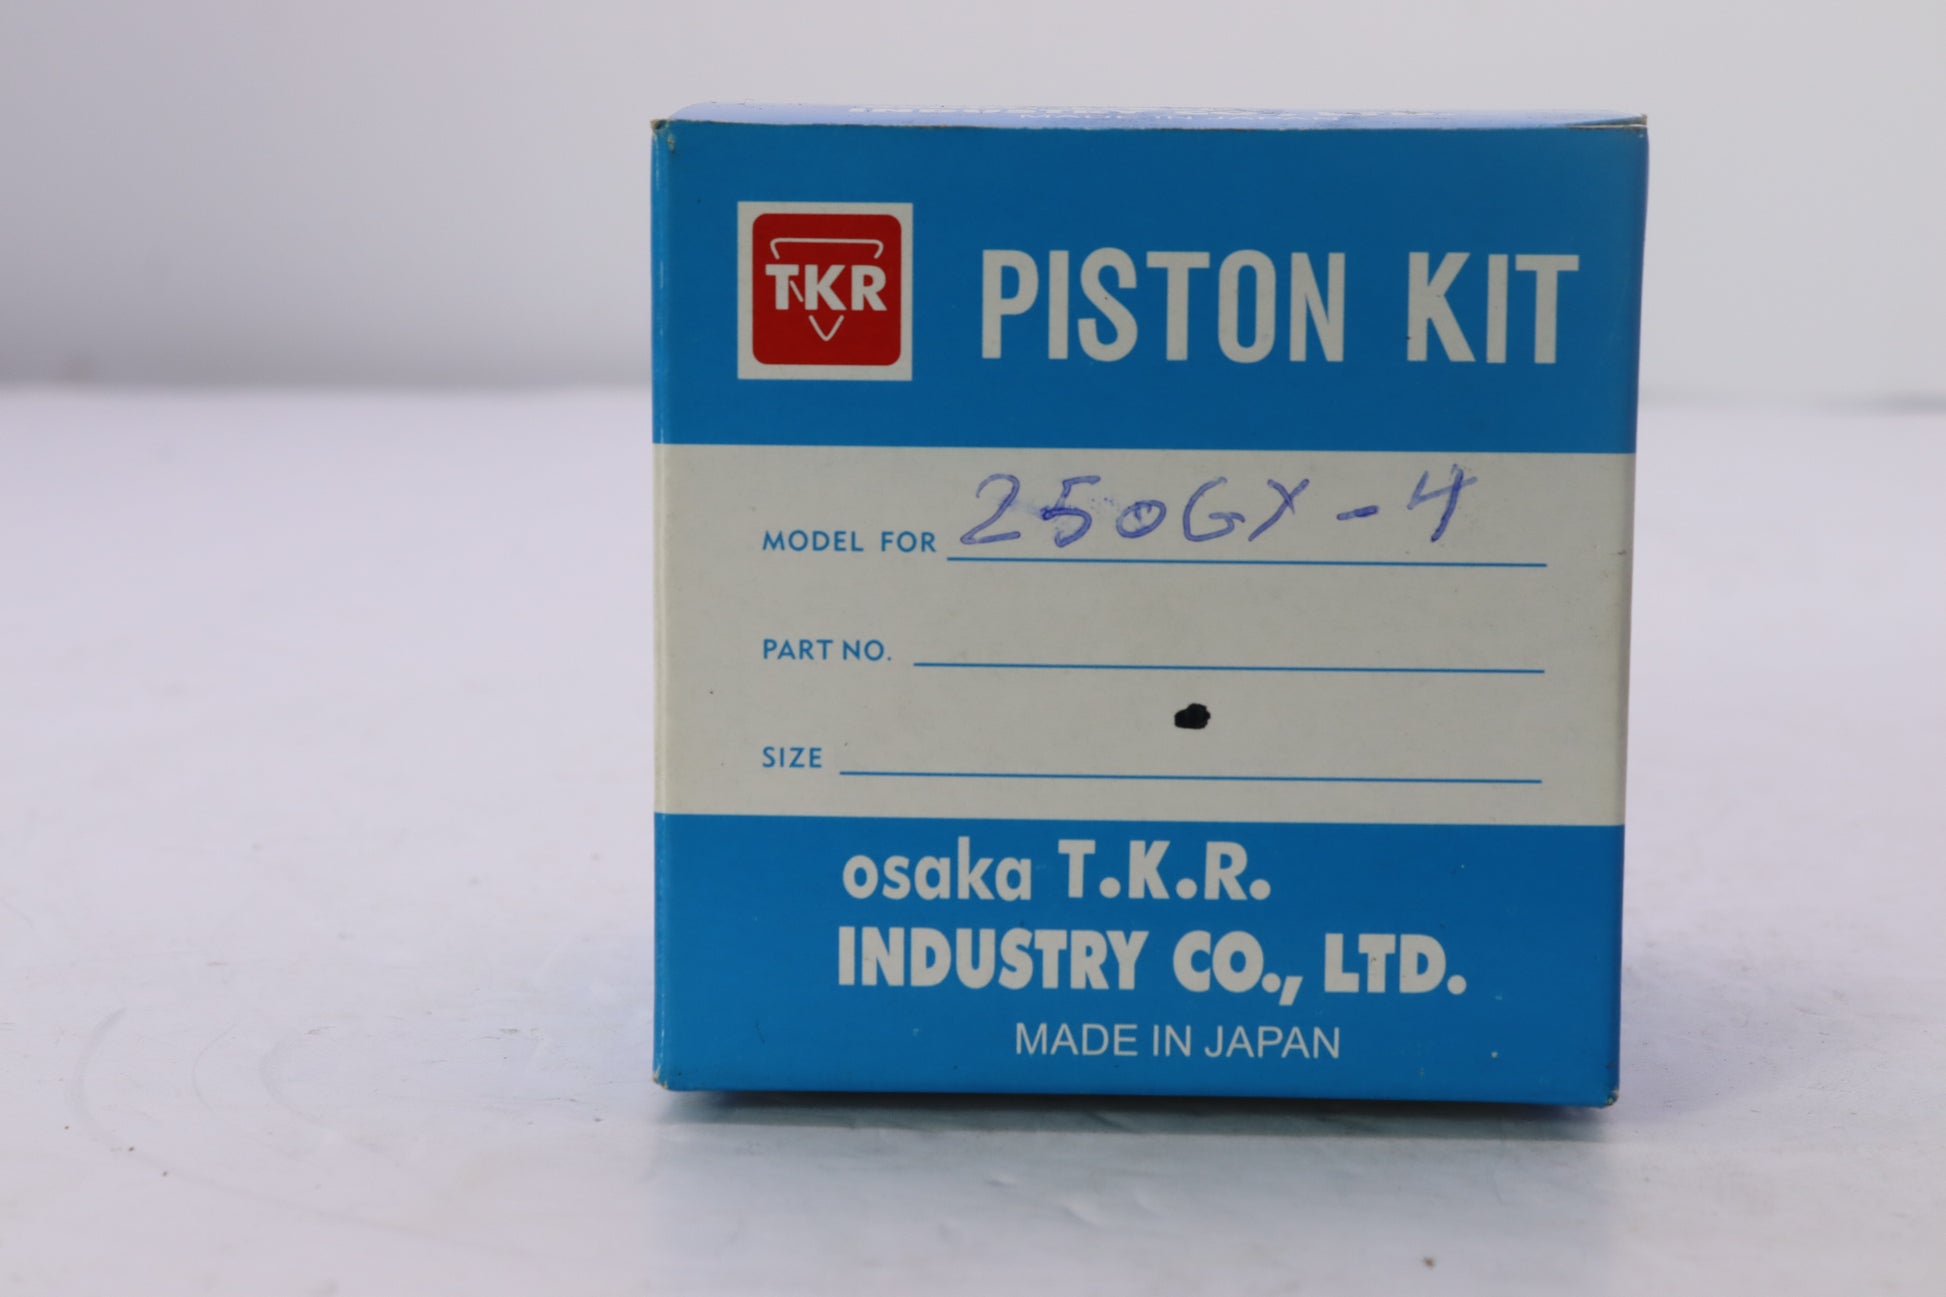 TKR
PISTON KIT
MODEL FOR 250GX-4
PART NO.
SIZE
osaka T.K.R.
INDUSTRY CO., LTD.
MADE IN JAPAN